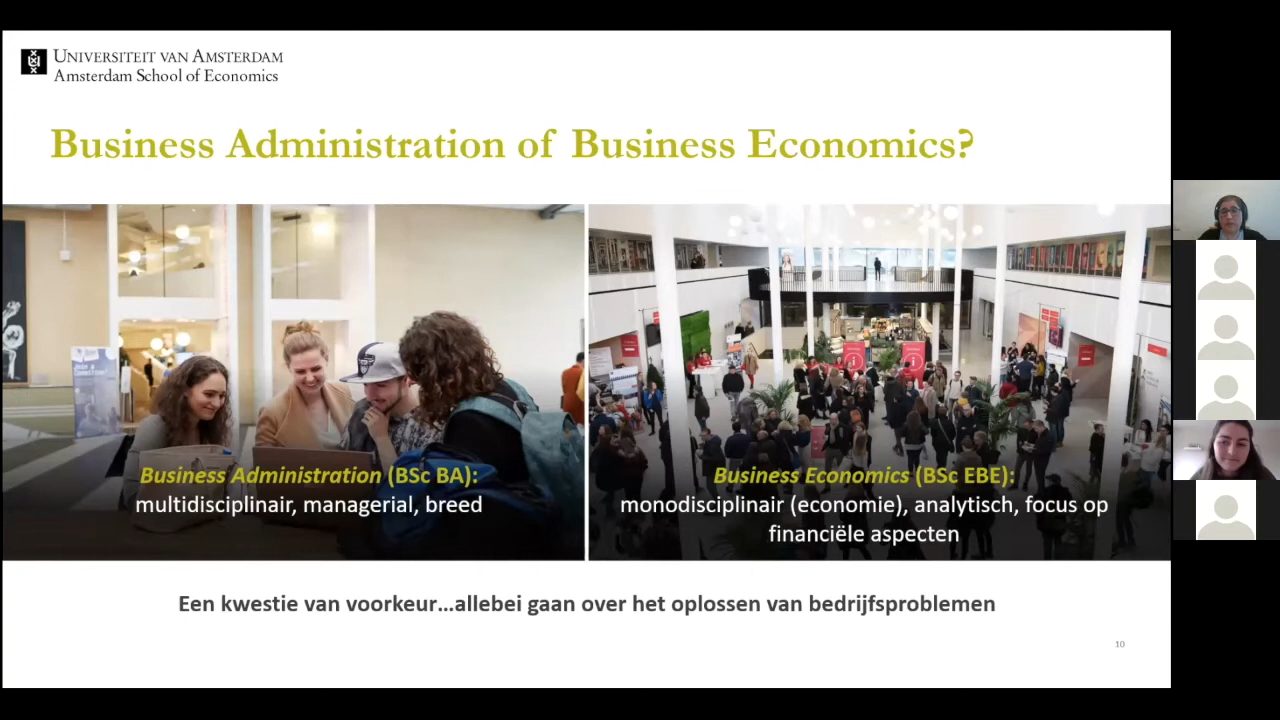 UNIVERSITEIT VAN AMSTERDAM
Amsterdam School of Economics
Business Administration of Business Economics?
Business Administration (BSc BA):
multidisciplinair, managerial, breed
Business Economics (BSc EBE):
monodisciplinair (economie), analytisch, focus op
financiële aspecten
Een kwestie van voorkeur...allebei gaan over het oplossen van bedrijfsproblemen
10